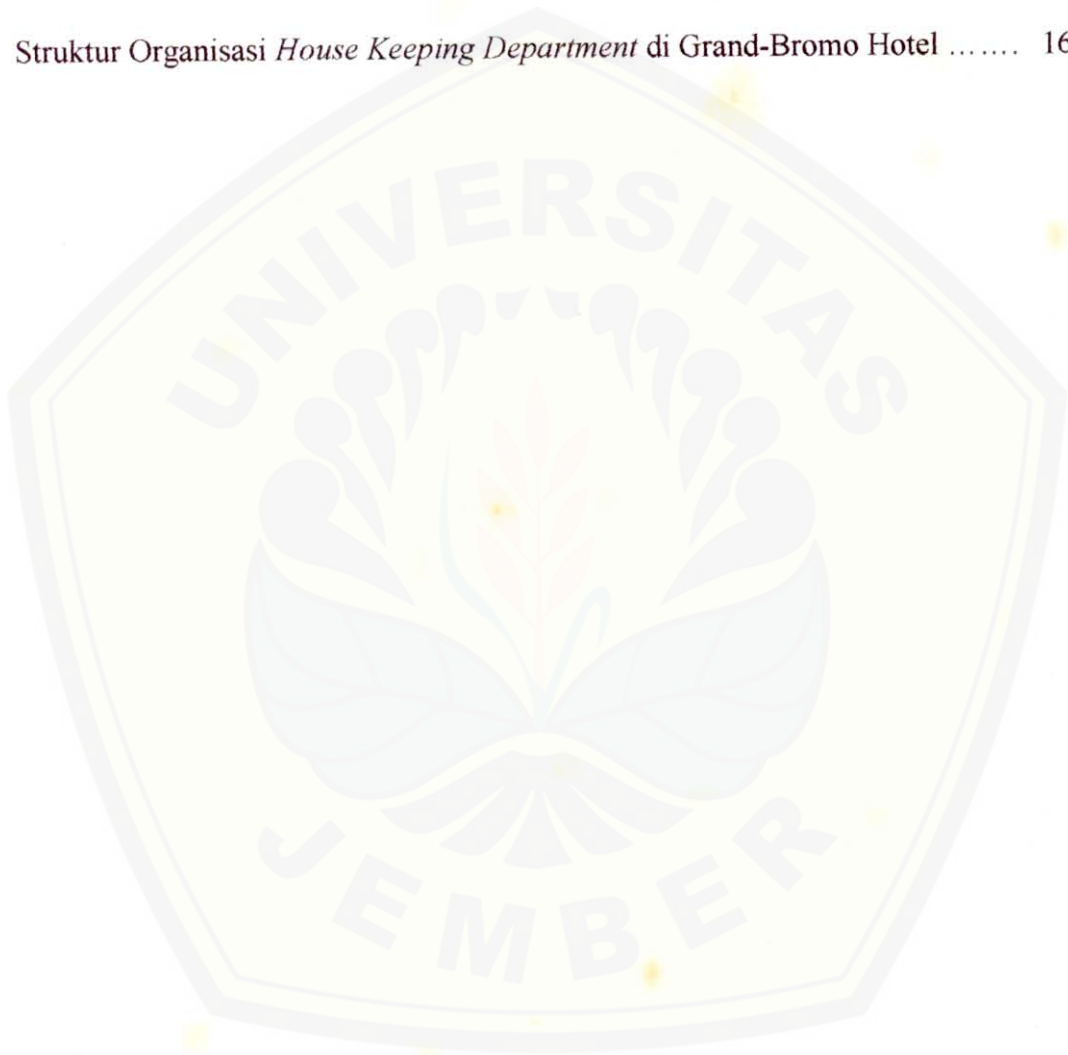 Struktur Organisasi House Keeping Department di Grand-Bromo Hotel ....... 16
UNIVERSITAS
JEMBER